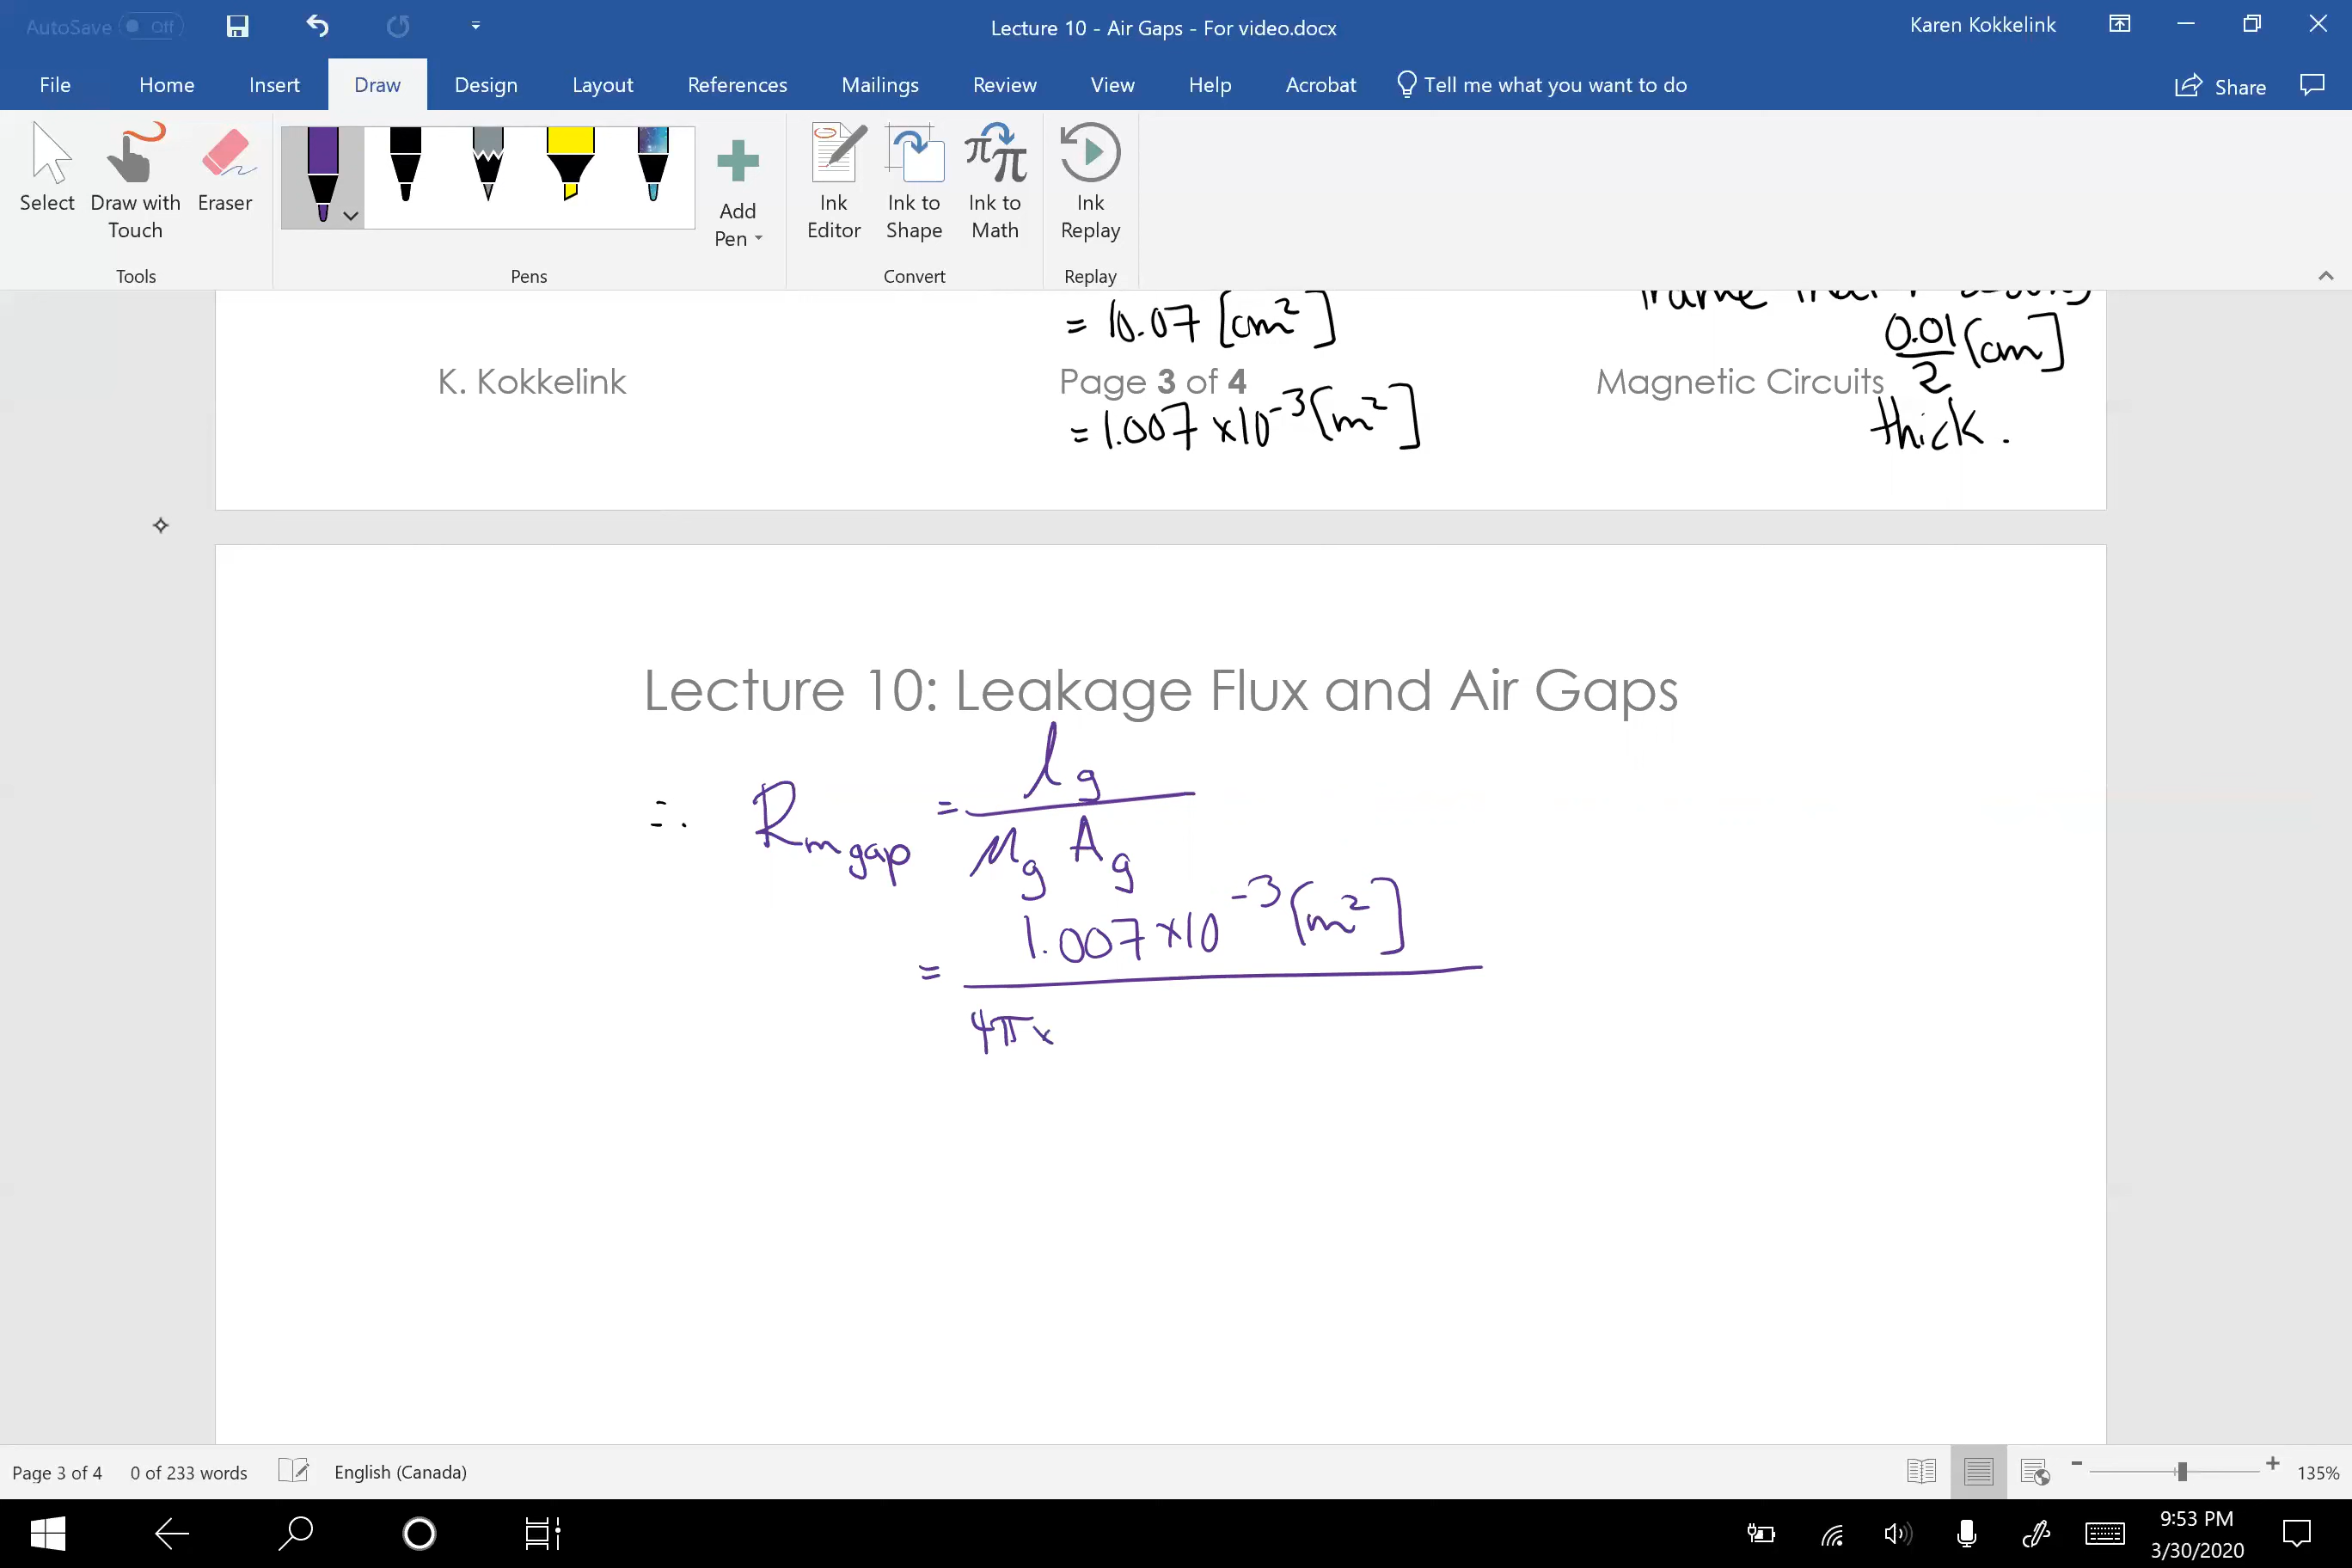 AutoSave Off
Lecture 10 - Air Gaps - For video.docx
Karen Kokkelink
File Home Insert Draw Design Layout References Mailings Review View Help Acrobat Tell me what you want to do Share
Select
Draw with Touch
Eraser
Add Pen
Ink Editor
Ink to Shape
Ink to Math
Ink Replay
Tools Pens Convert Replay
= 10.07 [cm²]
0.01/2 [cm]
K. Kokkelink Page 3 of 4 Magnetic Circuits
= 1.007 ×10⁻³ [m²]
thick.
Lecture 10: Leakage Flux and Air Gaps
∴ Rm gap = lg / μg Ag
= 1.007 ×10⁻³ [m²]
4π×
Page 3 of 4 0 of 233 words English (Canada) 135%
9:53 PM
3/30/2020